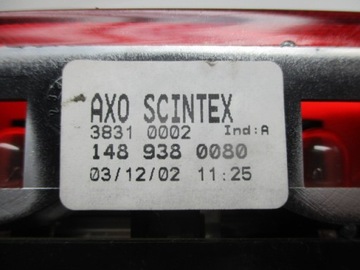 AXO SCINTEX
3831 0002 Ind:A
148 938 0080
03/12/02 11:25